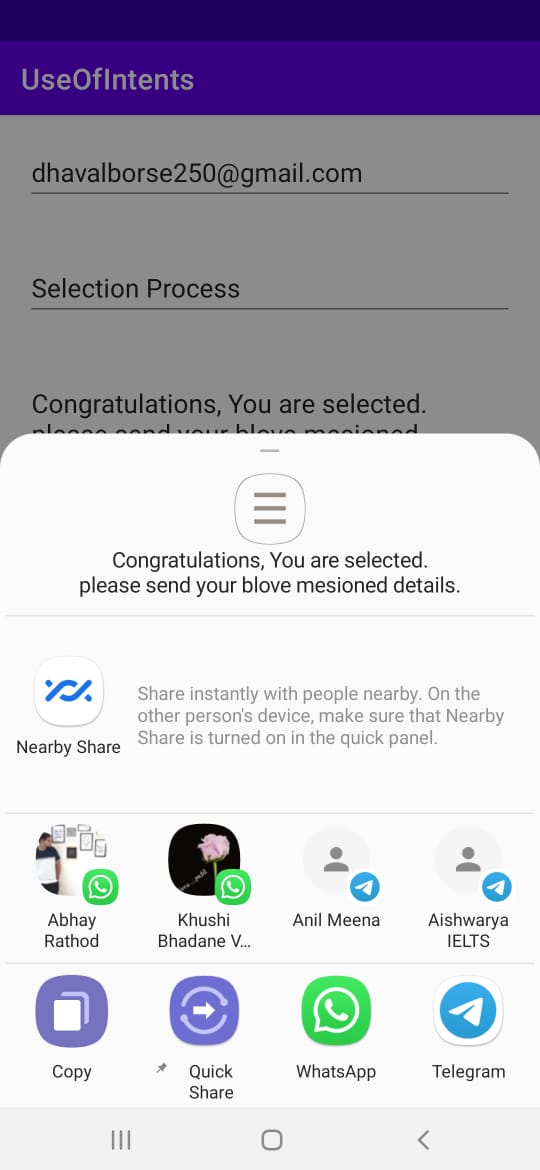 UseOfIntents
dhavalborse250@gmail.com
Selection Process
Congratulations, You are selected.
please send your blove mesioned
Congratulations, You are selected.
please send your blove mesioned details.
Share instantly with people nearby. On the
other person's device, make sure that Nearby
Share is turned on in the quick panel.
Nearby Share
Abhay
Rathod
Khushi
Bhadane V...
Anil Meena
Aishwarya
IELTS
Copy
Quick
Share
WhatsApp
Telegram